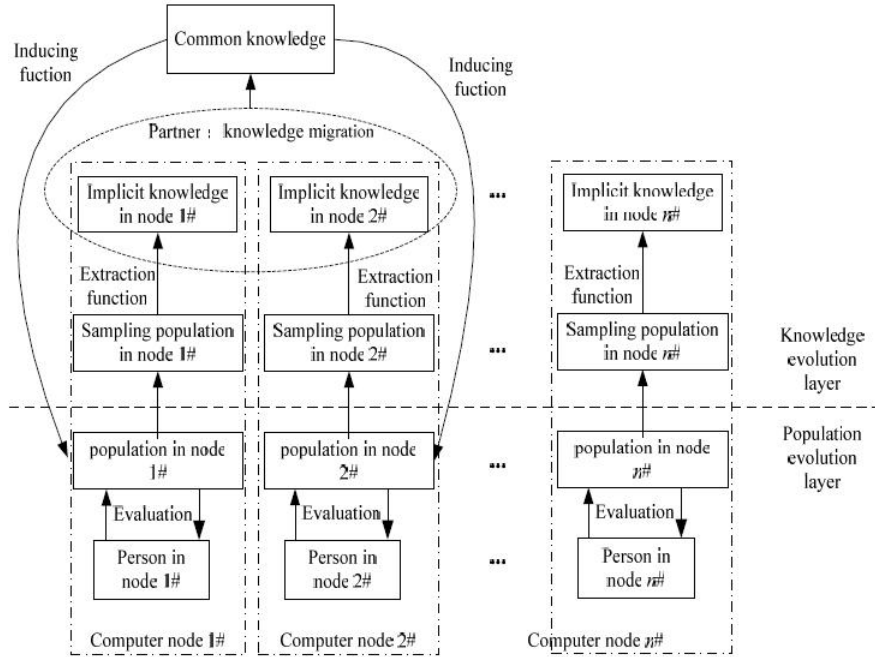 Common knowledge
Inducing
fuction
Inducing
fuction
Partner : knowledge migration
Implicit knowledge
in node 1#
Implicit knowledge
in node 2#
...
Implicit knowledge
in node n#
Extraction
function
Extraction
function
Extraction
function
Sampling population
in node 1#
Sampling population
in node 2#
...
Sampling population
in node n#
Knowledge
evolution
layer
population in node
1#
population in node
2#
...
population in node
n#
Population
evolution
layer
Evaluation
Evaluation
Evaluation
Person in
node 1#
Person in
node 2#
...
Person in
node n#
Computer node 1#
Computer node 2#
Computer node n#